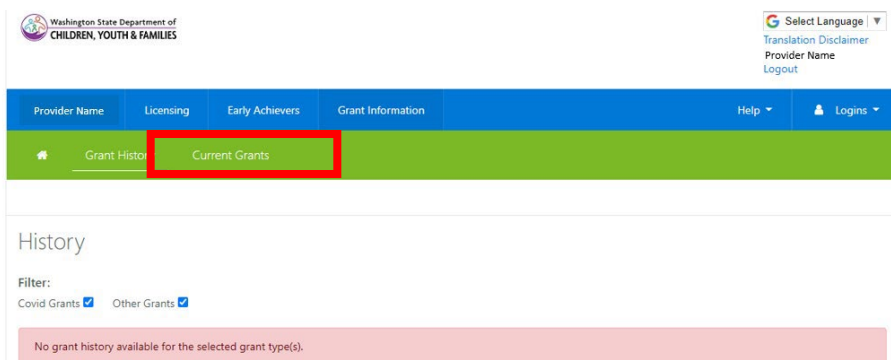 Washington State Department of
CHILDREN, YOUTH & FAMILIES
G Select Language ▼
Translation Disclaimer
Provider Name
Logout
Provider Name Licensing Early Achievers Grant Information Help Logins
Grant History Current Grants
History
Filter:
Covid Grants Other Grants
No grant history available for the selected grant type(s).